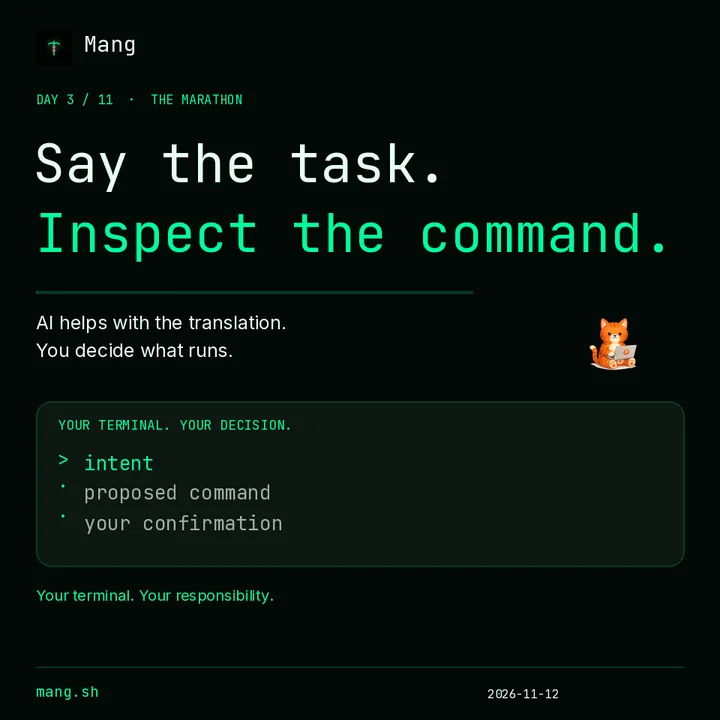 Mang
DAY 3 / 11 · THE MARATHON
Say the task.
Inspect the command.
AI helps with the translation.
You decide what runs.
YOUR TERMINAL. YOUR DECISION.
> intent
· proposed command
· your confirmation
Your terminal. Your responsibility.
mang.sh
2026-11-12